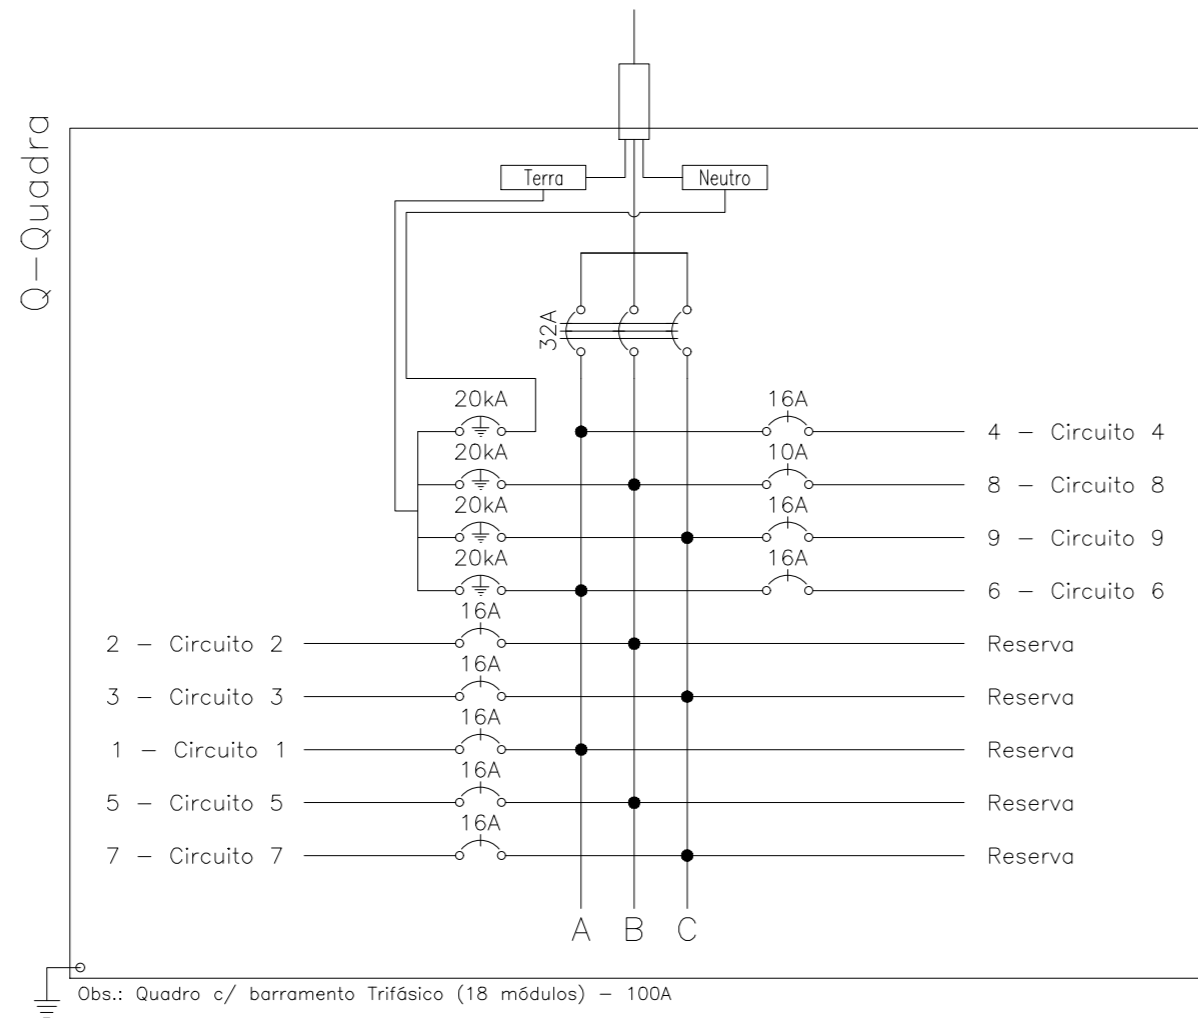 Q-Quadra
Terra
Neutro
32A
20kA
16A
4 - Circuito 4
20kA
10A
8 - Circuito 8
20kA
16A
9 - Circuito 9
20kA
16A
6 - Circuito 6
16A
2 - Circuito 2
Reserva
16A
3 - Circuito 3
Reserva
16A
1 - Circuito 1
Reserva
16A
5 - Circuito 5
Reserva
16A
7 - Circuito 7
Reserva
A B C
Obs.: Quadro c/ barramento Trifásico (18 módulos) - 100A